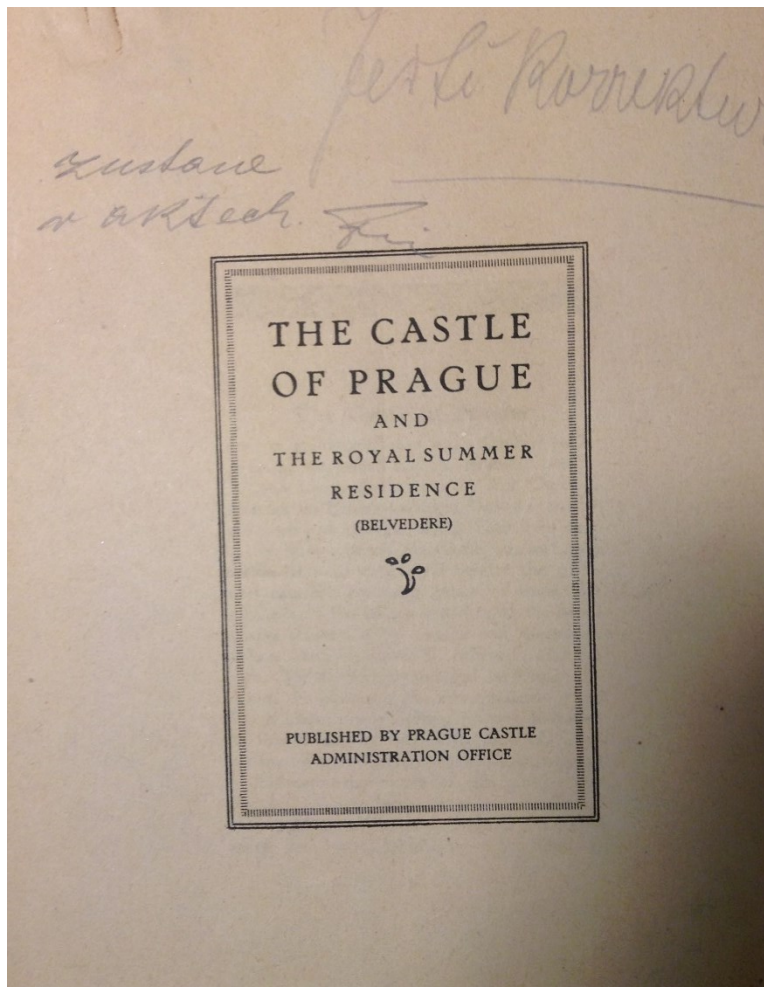 zustane
v aktech.
THE CASTLE
OF PRAGUE
AND
THE ROYAL SUMMER
RESIDENCE
(BELVEDERE)
PUBLISHED BY PRAGUE CASTLE
ADMINISTRATION OFFICE